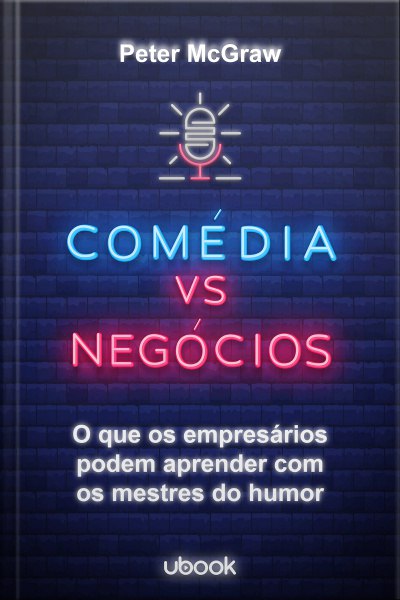 Peter McGraw
COMÉDIA
VS
NEGÓCIOS
O que os empresários
podem aprender com
os mestres do humor
ubook